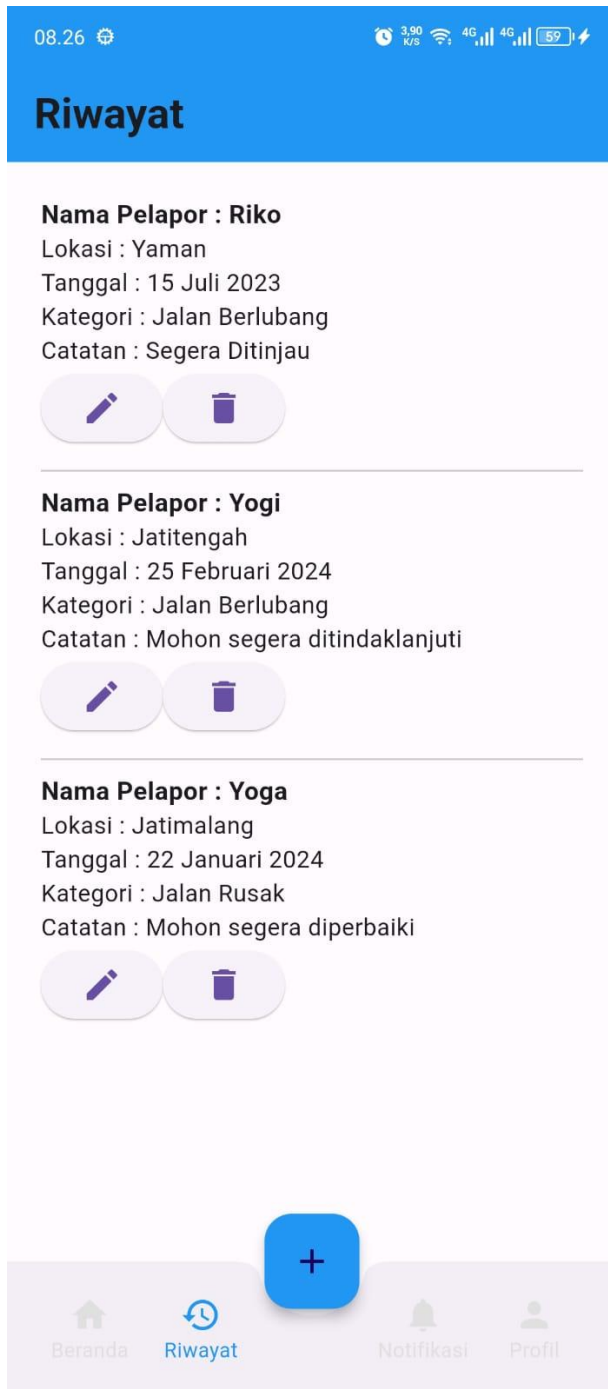 08.26
3,90
K/S
4G
4G
59
Riwayat
Nama Pelapor : Riko
Lokasi : Yaman
Tanggal : 15 Juli 2023
Kategori : Jalan Berlubang
Catatan : Segera Ditinjau
Nama Pelapor : Yogi
Lokasi : Jatitengah
Tanggal : 25 Februari 2024
Kategori : Jalan Berlubang
Catatan : Mohon segera ditindaklanjuti
Nama Pelapor : Yoga
Lokasi : Jatimalang
Tanggal : 22 Januari 2024
Kategori : Jalan Rusak
Catatan : Mohon segera diperbaiki
Beranda
Riwayat
Notifikasi
Profil